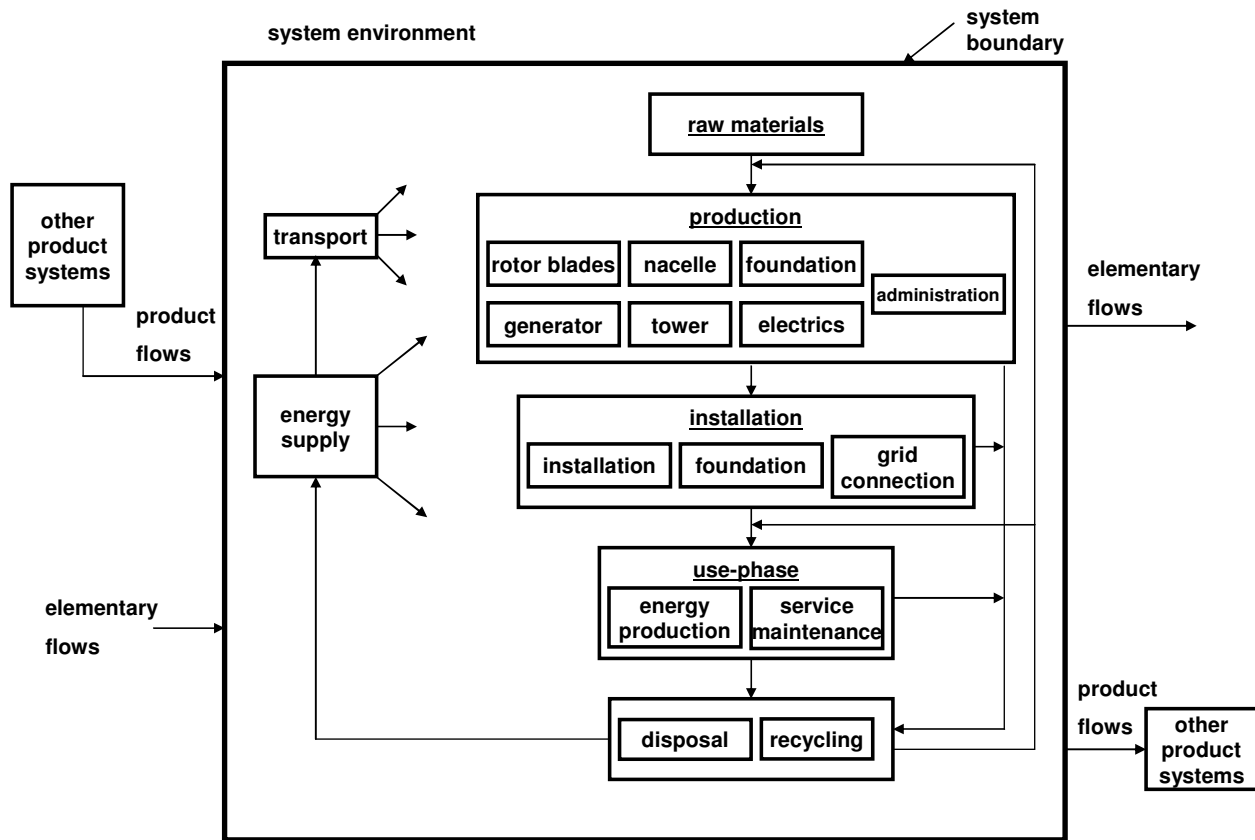 system environment
system
boundary
raw materials
other
product
systems
transport
production
rotor blades
nacelle
foundation
administration
generator
tower
electrics
elementary
flows
product
flows
energy
supply
installation
installation
foundation
grid
connection
use-phase
energy
production
service
maintenance
elementary
flows
disposal
recycling
product
flows
other
product
systems